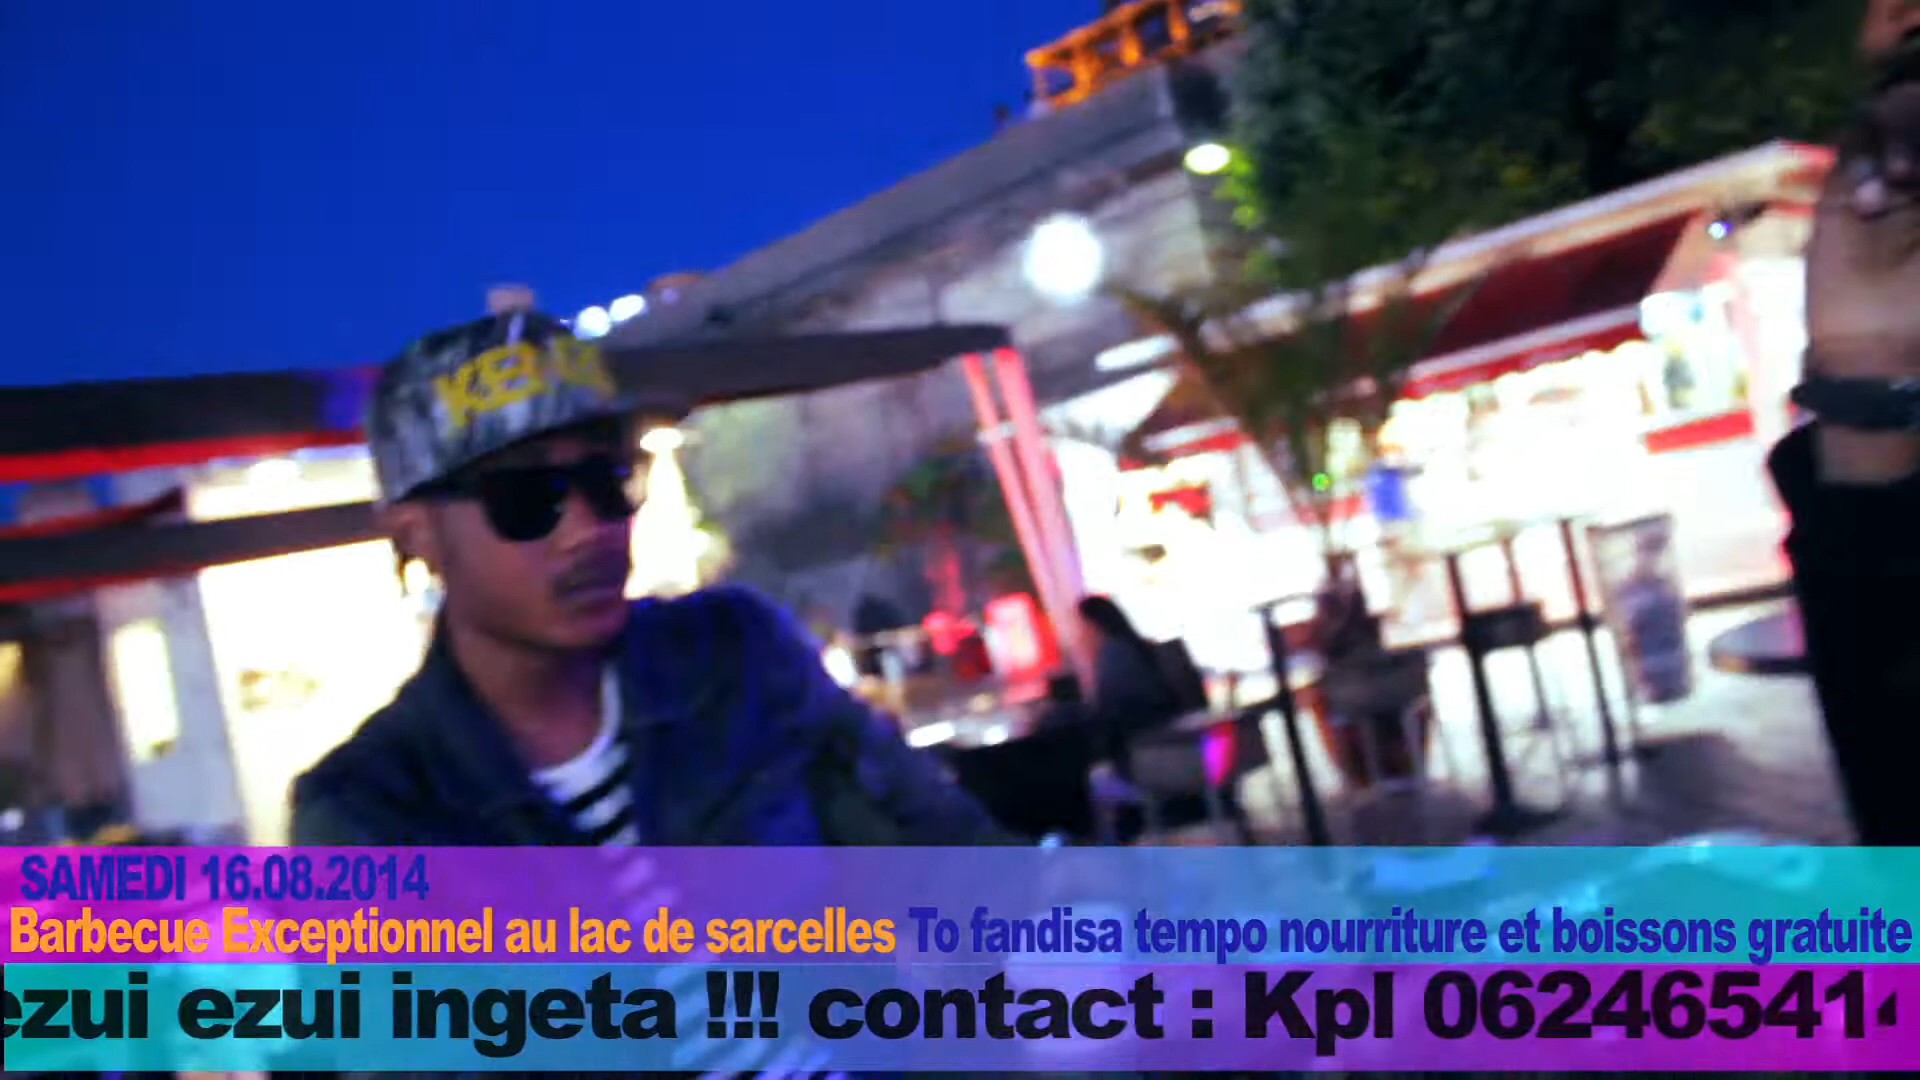 SAMEDI 16.08.2014
Barbecue Exceptionnel au lac de sarcelles To fandisa tempo nourriture et boissons gratuite
ezui ezui ingeta !!! contact : Kpl 062465414